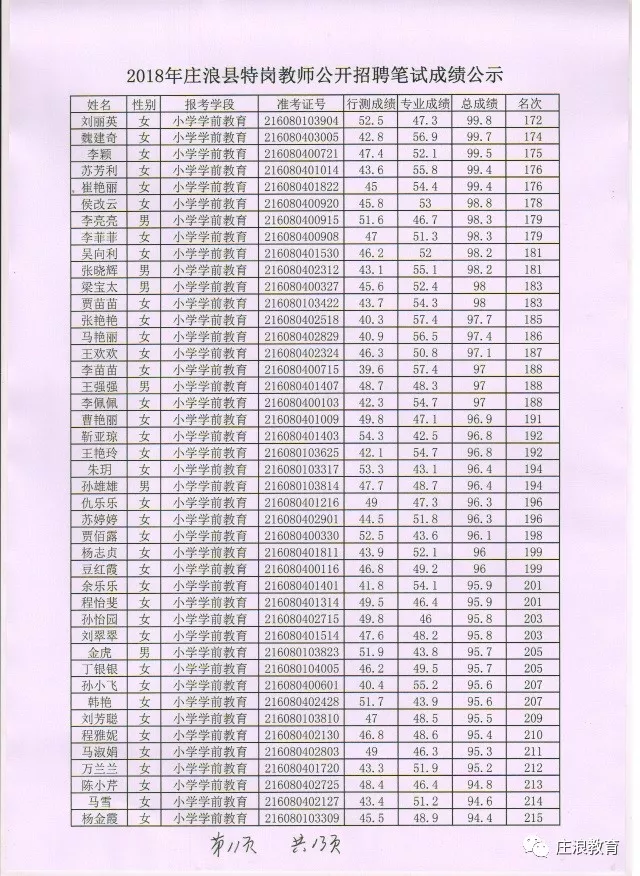 2018年庄浪县特岗教师公开招聘笔试成绩公示
姓名 性别 报考学段 准考证号 行测成绩 专业成绩 总成绩 名次
刘丽英 女 小学学前教育 216080103904 52.5 47.3 99.8 172
魏建奇 女 小学学前教育 216080403005 42.8 56.9 99.7 174
李颖 女 小学学前教育 216080400721 47.4 52.1 99.5 175
苏芳利 女 小学学前教育 216080401014 43.6 55.8 99.4 176
崔艳丽 女 小学学前教育 216080401822 45 54.4 99.4 176
侯改云 女 小学学前教育 216080400920 45.8 53 98.8 178
李亮亮 男 小学学前教育 216080400915 51.6 46.7 98.3 179
李菲菲 女 小学学前教育 216080400908 47 51.3 98.3 179
吴向利 女 小学学前教育 216080401530 46.2 52 98.2 181
张晓辉 男 小学学前教育 216080402312 43.1 55.1 98.2 181
梁宝太 男 小学学前教育 216080400327 45.6 52.4 98 183
贾苗苗 女 小学学前教育 216080103422 43.7 54.3 98 183
张艳艳 女 小学学前教育 216080402518 40.3 57.4 97.7 185
马艳丽 女 小学学前教育 216080402829 40.9 56.5 97.4 186
王欢欢 女 小学学前教育 216080402324 46.3 50.8 97.1 187
李苗苗 女 小学学前教育 216080400715 39.6 57.4 97 188
王强强 男 小学学前教育 216080401407 48.7 48.3 97 188
李佩佩 女 小学学前教育 216080400103 42.3 54.7 97 188
曹艳丽 女 小学学前教育 216080401009 49.8 47.1 96.9 191
靳亚琼 女 小学学前教育 216080401403 54.3 42.5 96.8 192
王艳玲 女 小学学前教育 216080103625 42.1 54.7 96.8 192
朱玥 女 小学学前教育 216080103317 53.3 43.1 96.4 194
孙雄雄 男 小学学前教育 216080103814 47.7 48.7 96.4 194
仇乐乐 女 小学学前教育 216080401216 49 47.3 96.3 196
苏婷婷 女 小学学前教育 216080402901 44.5 51.8 96.3 196
贾佰露 女 小学学前教育 216080400330 52.5 43.6 96.1 198
杨志贞 女 小学学前教育 216080401811 43.9 52.1 96 199
豆红霞 女 小学学前教育 216080400116 46.8 49.2 96 199
余乐乐 女 小学学前教育 216080401401 41.8 54.1 95.9 201
程怡斐 女 小学学前教育 216080401314 49.5 46.4 95.9 201
孙怡园 女 小学学前教育 216080402715 49.8 46 95.8 203
刘翠翠 女 小学学前教育 216080401514 47.6 48.2 95.8 203
金虎 男 小学学前教育 216080103823 51.9 43.8 95.7 205
丁银银 女 小学学前教育 216080104005 46.2 49.5 95.7 205
孙小飞 女 小学学前教育 216080400601 40.4 55.2 95.6 207
韩艳 女 小学学前教育 216080402428 51.7 43.9 95.6 207
刘芳聪 女 小学学前教育 216080103810 47 48.5 95.5 209
程雅妮 女 小学学前教育 216080402130 46.8 48.6 95.4 210
马淑娟 女 小学学前教育 216080402803 49 46.3 95.3 211
万兰兰 女 小学学前教育 216080401720 43.3 51.9 95.2 212
陈小芹 女 小学学前教育 216080402725 48.4 46.4 94.8 213
马雪 女 小学学前教育 216080402127 43.4 51.2 94.6 214
杨金霞 女 小学学前教育 216080103309 45.5 48.9 94.4 215
第11页 共13页
庄浪教育